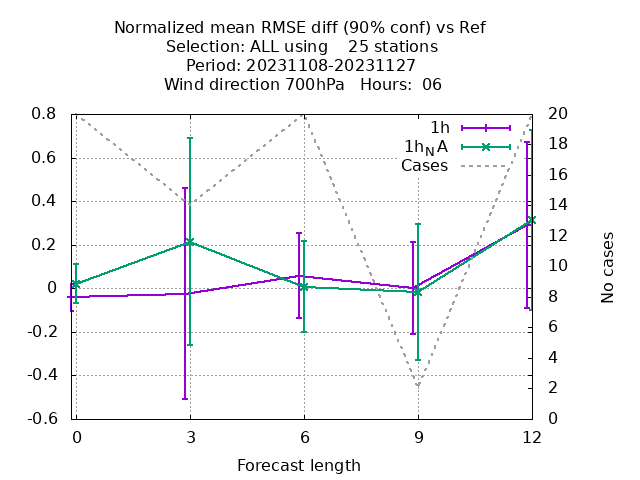 Normalized mean RMSE diff (90% conf) vs Ref
Selection: ALL using    25 stations
Period: 20231108-20231127
Wind direction 700hPa   Hours:  06
1h
1h_NA
Cases
0.8
0.6
0.4
0.2
0
-0.2
-0.4
-0.6
20
18
16
14
12
10
8
6
4
2
0
No cases
0 3 6 9 12
Forecast length